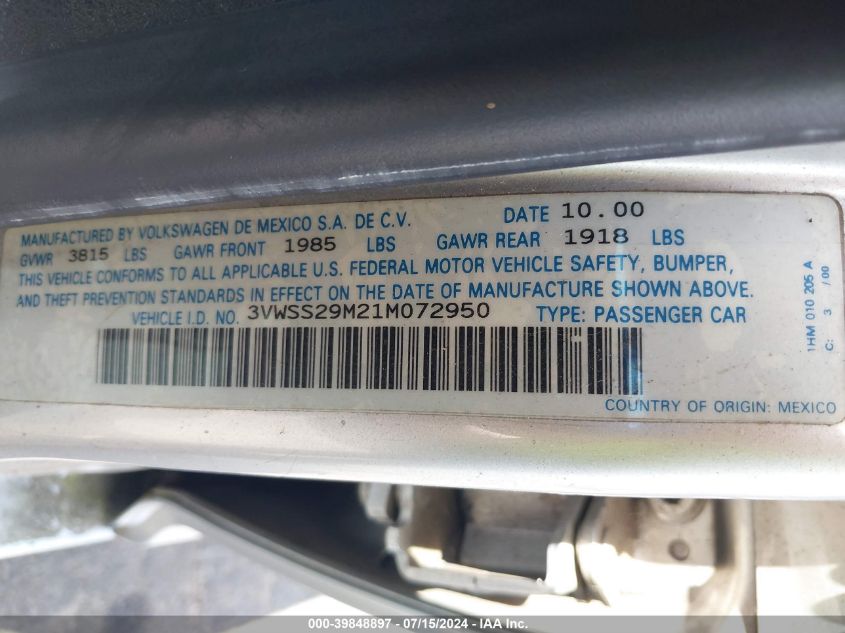 MANUFACTURED BY VOLKSWAGEN DE MEXICO S.A. DE C.V. DATE 10.00
GVWR 3815 LBS GAWR FRONT 1985 LBS GAWR REAR 1918 LBS
THIS VEHICLE CONFORMS TO ALL APPLICABLE U.S. FEDERAL MOTOR VEHICLE SAFETY, BUMPER,
AND THEFT PREVENTION STANDARDS IN EFFECT ON THE DATE OF MANUFACTURE SHOWN ABOVE.
VEHICLE I.D. NO. 3VWSS29M21M072950 TYPE: PASSENGER CAR
COUNTRY OF ORIGIN: MEXICO
1HM 010 205 A
C: 3 /00
000-39848897 - 07/15/2024 - IAA Inc.